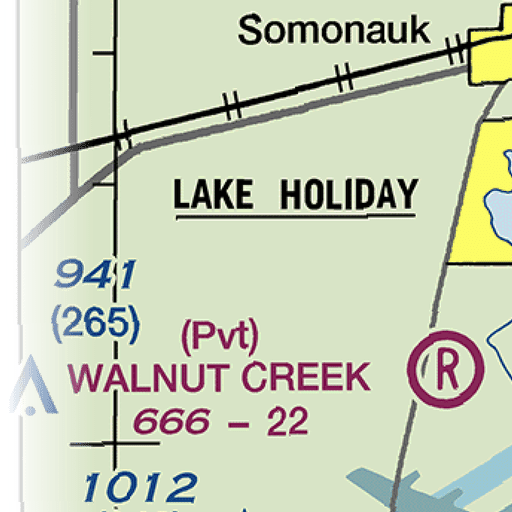 Somonauk
LAKE HOLIDAY
941
(265)
(Pvt)
WALNUT CREEK
R
666 - 22
1012